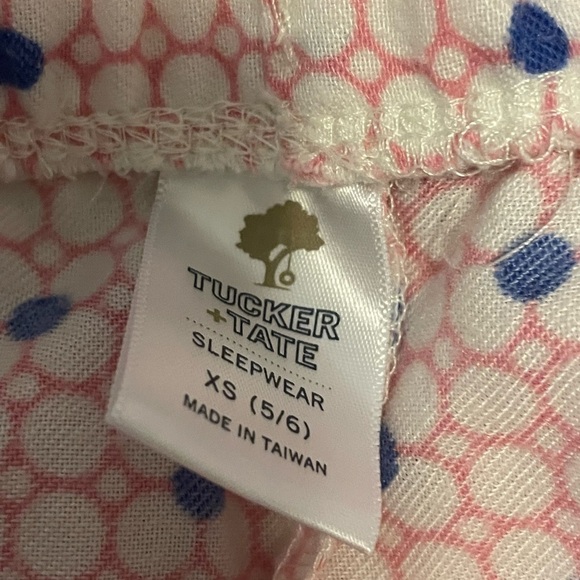 TUCKER
+TATE
SLEEPWEAR
XS (5/6)
MADE IN TAIWAN